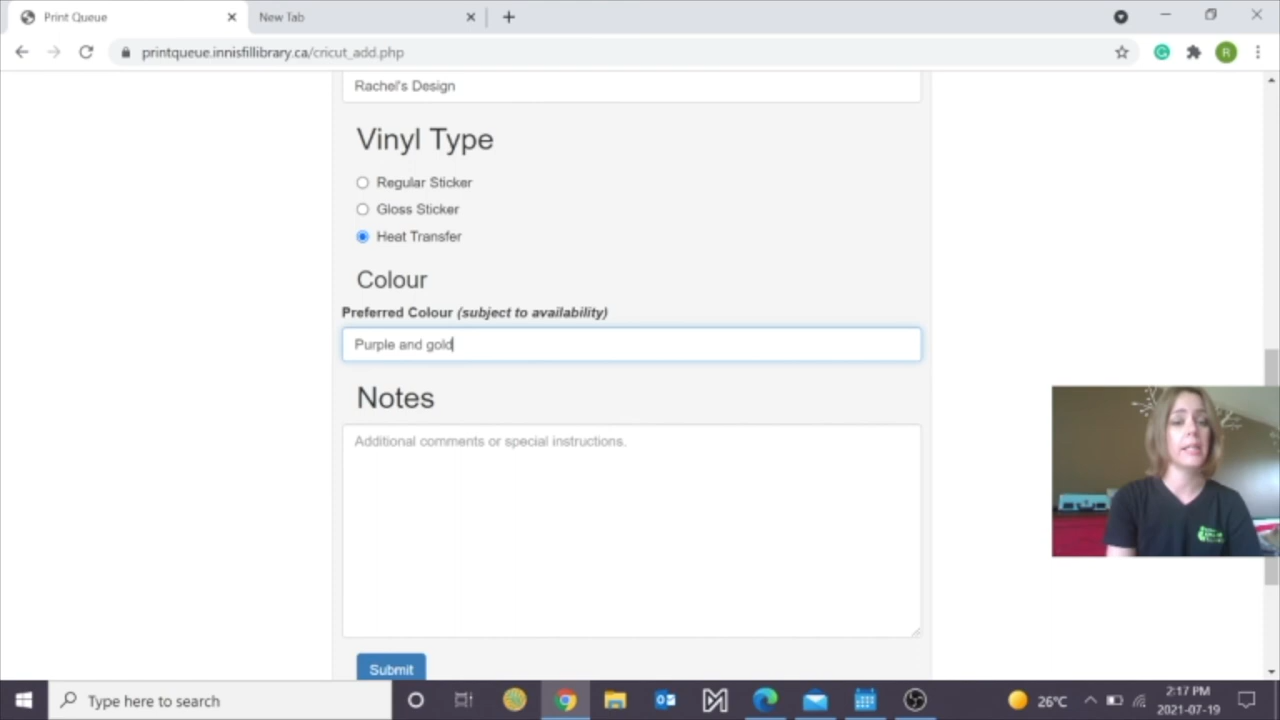 Print Queue
New Tab
printqueue.innisfillibrary.ca/cricut_add.php
R
Rachel's Design
Vinyl Type
Regular Sticker
Gloss Sticker
Heat Transfer
Colour
Preferred Colour (subject to availability)
Purple and gold
Notes
Additional comments or special instructions.
Submit
Type here to search
26°C
2:17 PM
2021-07-19